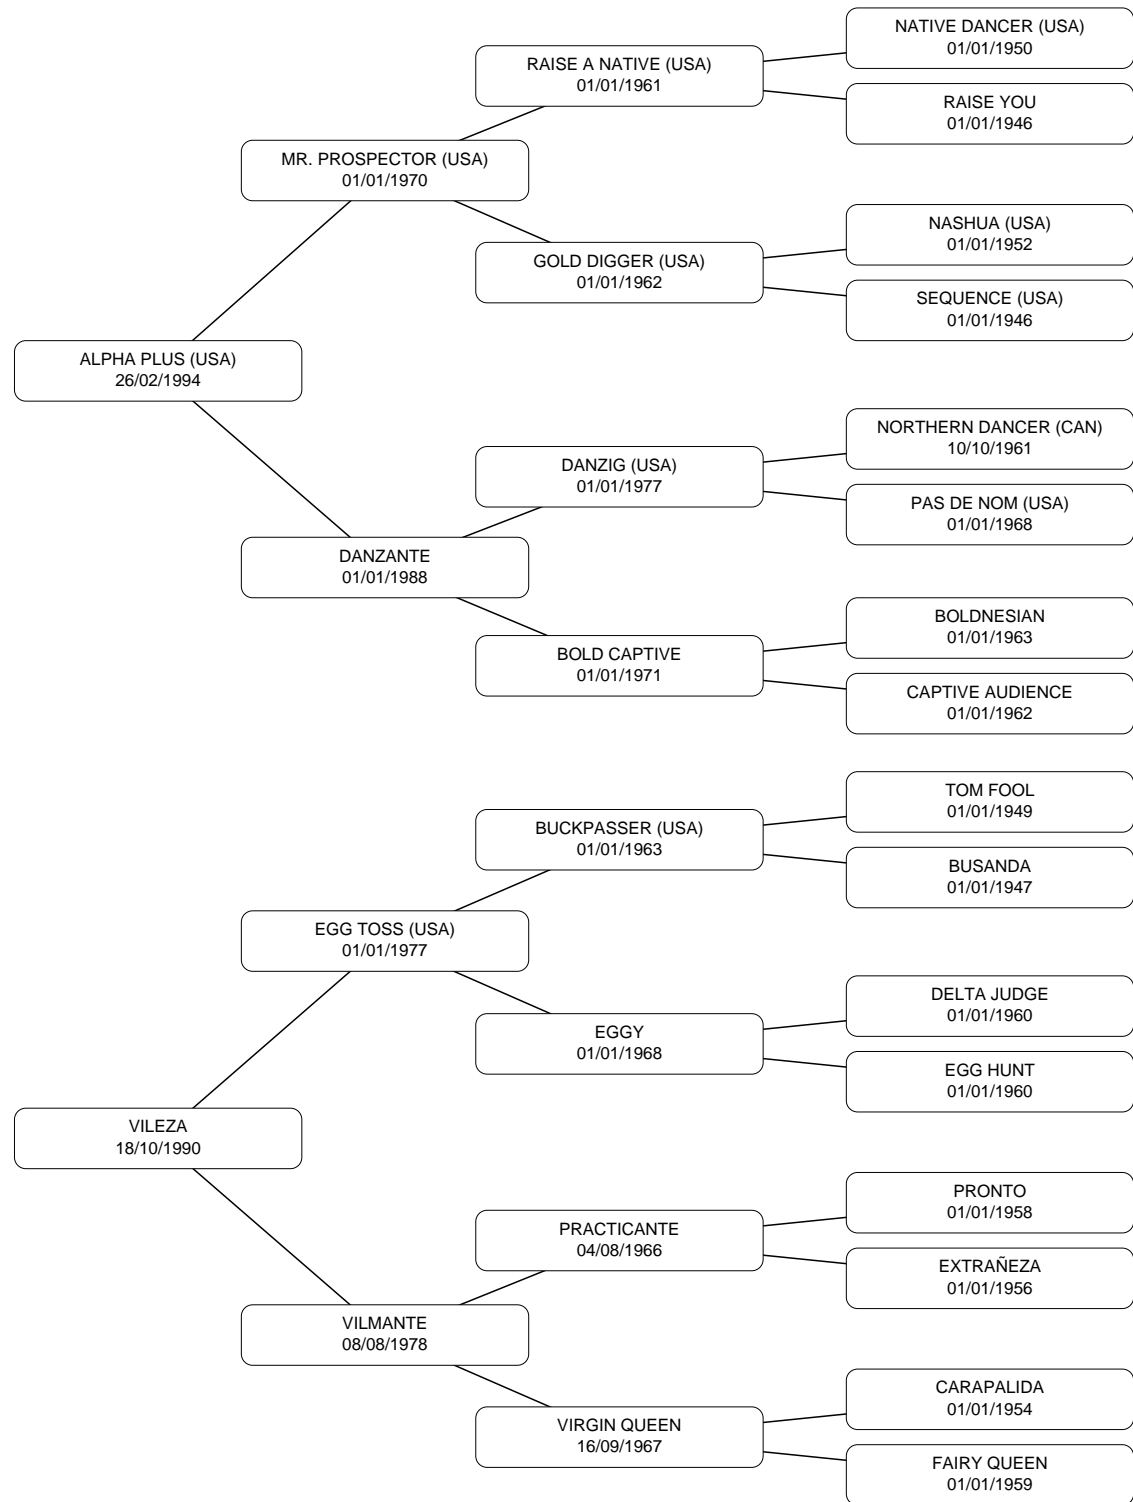 NATIVE DANCER (USA)
01/01/1950
RAISE A NATIVE (USA)
01/01/1961
RAISE YOU
01/01/1946
MR. PROSPECTOR (USA)
01/01/1970
NASHUA (USA)
01/01/1952
GOLD DIGGER (USA)
01/01/1962
SEQUENCE (USA)
01/01/1946
ALPHA PLUS (USA)
26/02/1994
NORTHERN DANCER (CAN)
10/10/1961
DANZIG (USA)
01/01/1977
PAS DE NOM (USA)
01/01/1968
DANZANTE
01/01/1988
BOLDNESIAN
01/01/1963
BOLD CAPTIVE
01/01/1971
CAPTIVE AUDIENCE
01/01/1962
TOM FOOL
01/01/1949
BUCKPASSER (USA)
01/01/1963
BUSANDA
01/01/1947
EGG TOSS (USA)
01/01/1977
DELTA JUDGE
01/01/1960
EGGY
01/01/1968
EGG HUNT
01/01/1960
VILEZA
18/10/1990
PRONTO
01/01/1958
PRACTICANTE
04/08/1966
EXTRAÑEZA
01/01/1956
VILMANTE
08/08/1978
CARAPALIDA
01/01/1954
VIRGIN QUEEN
16/09/1967
FAIRY QUEEN
01/01/1959